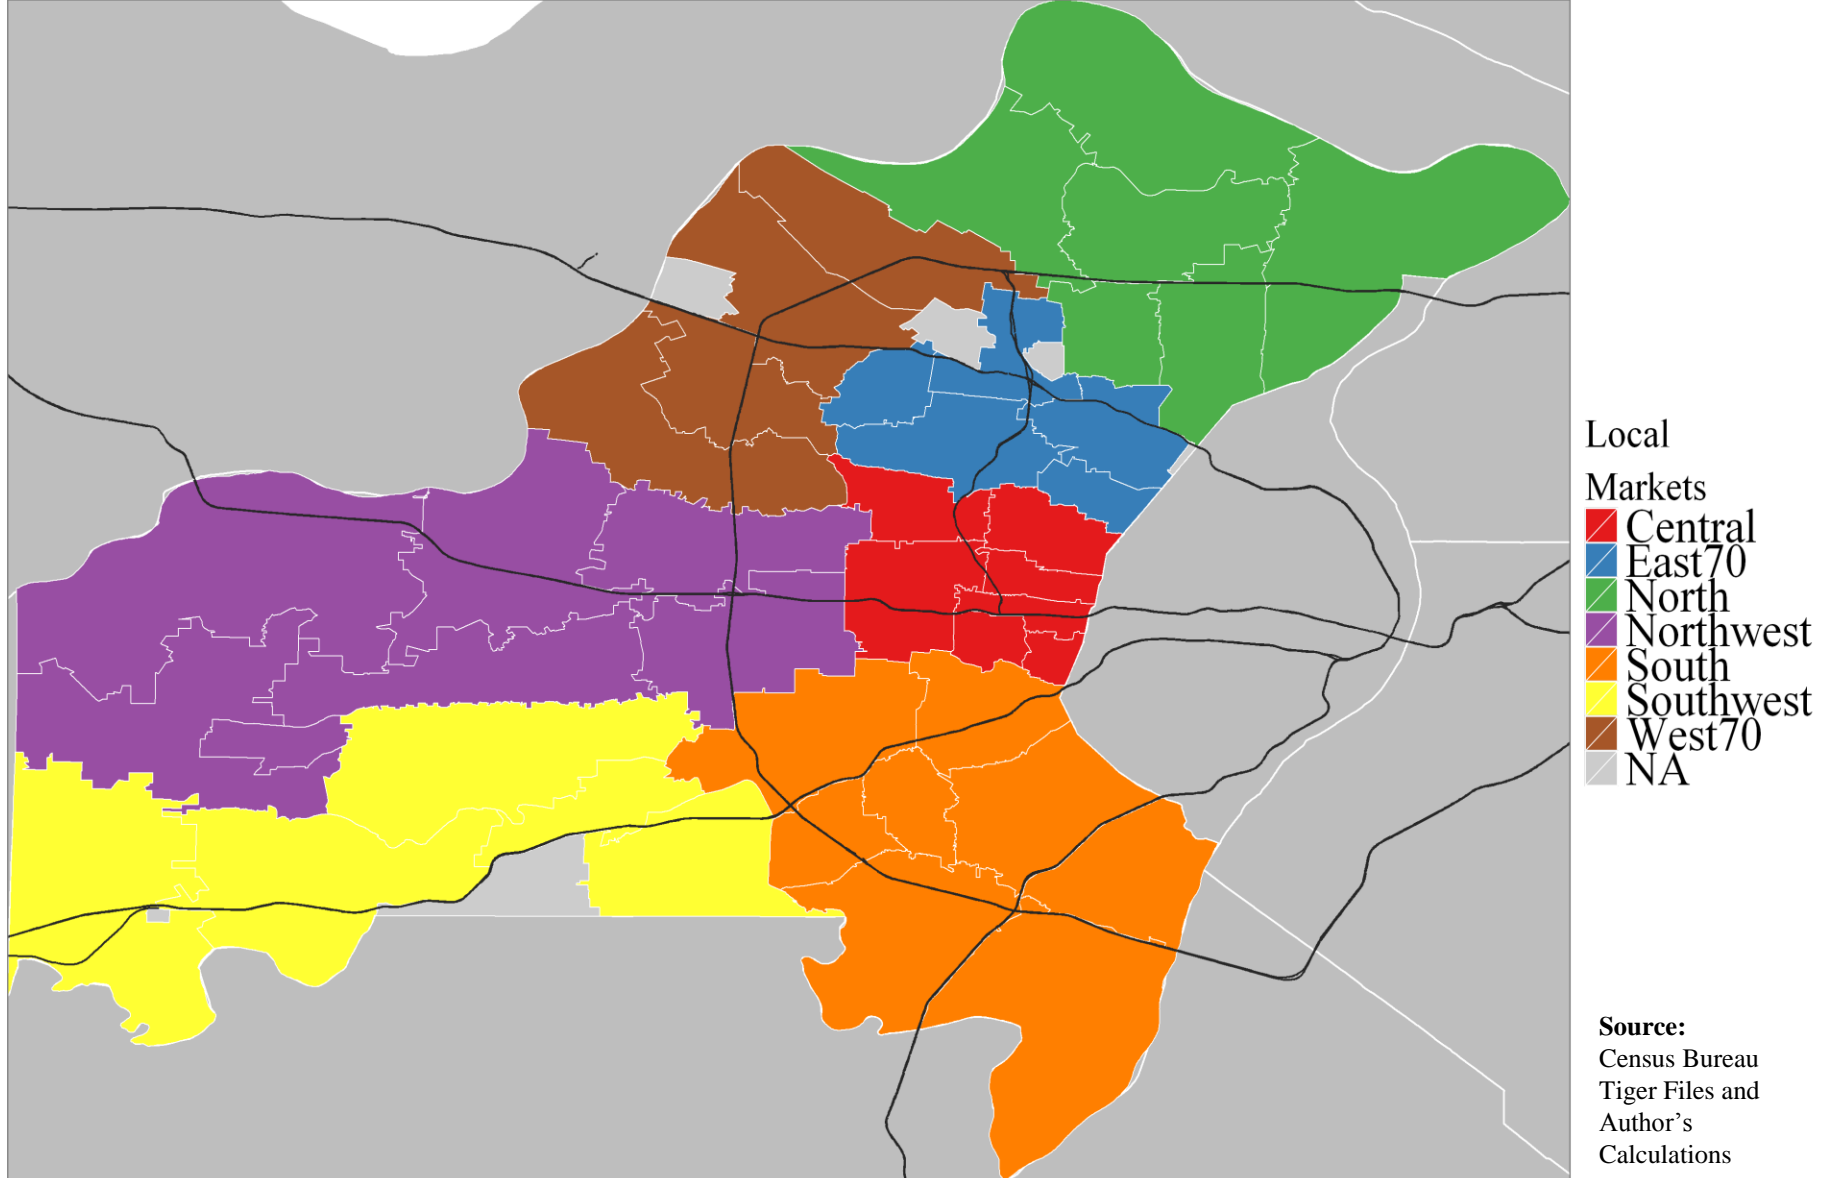 Local
Markets
Central
East70
North
Northwest
South
Southwest
West70
NA
Source:
Census Bureau
Tiger Files and
Author’s
Calculations